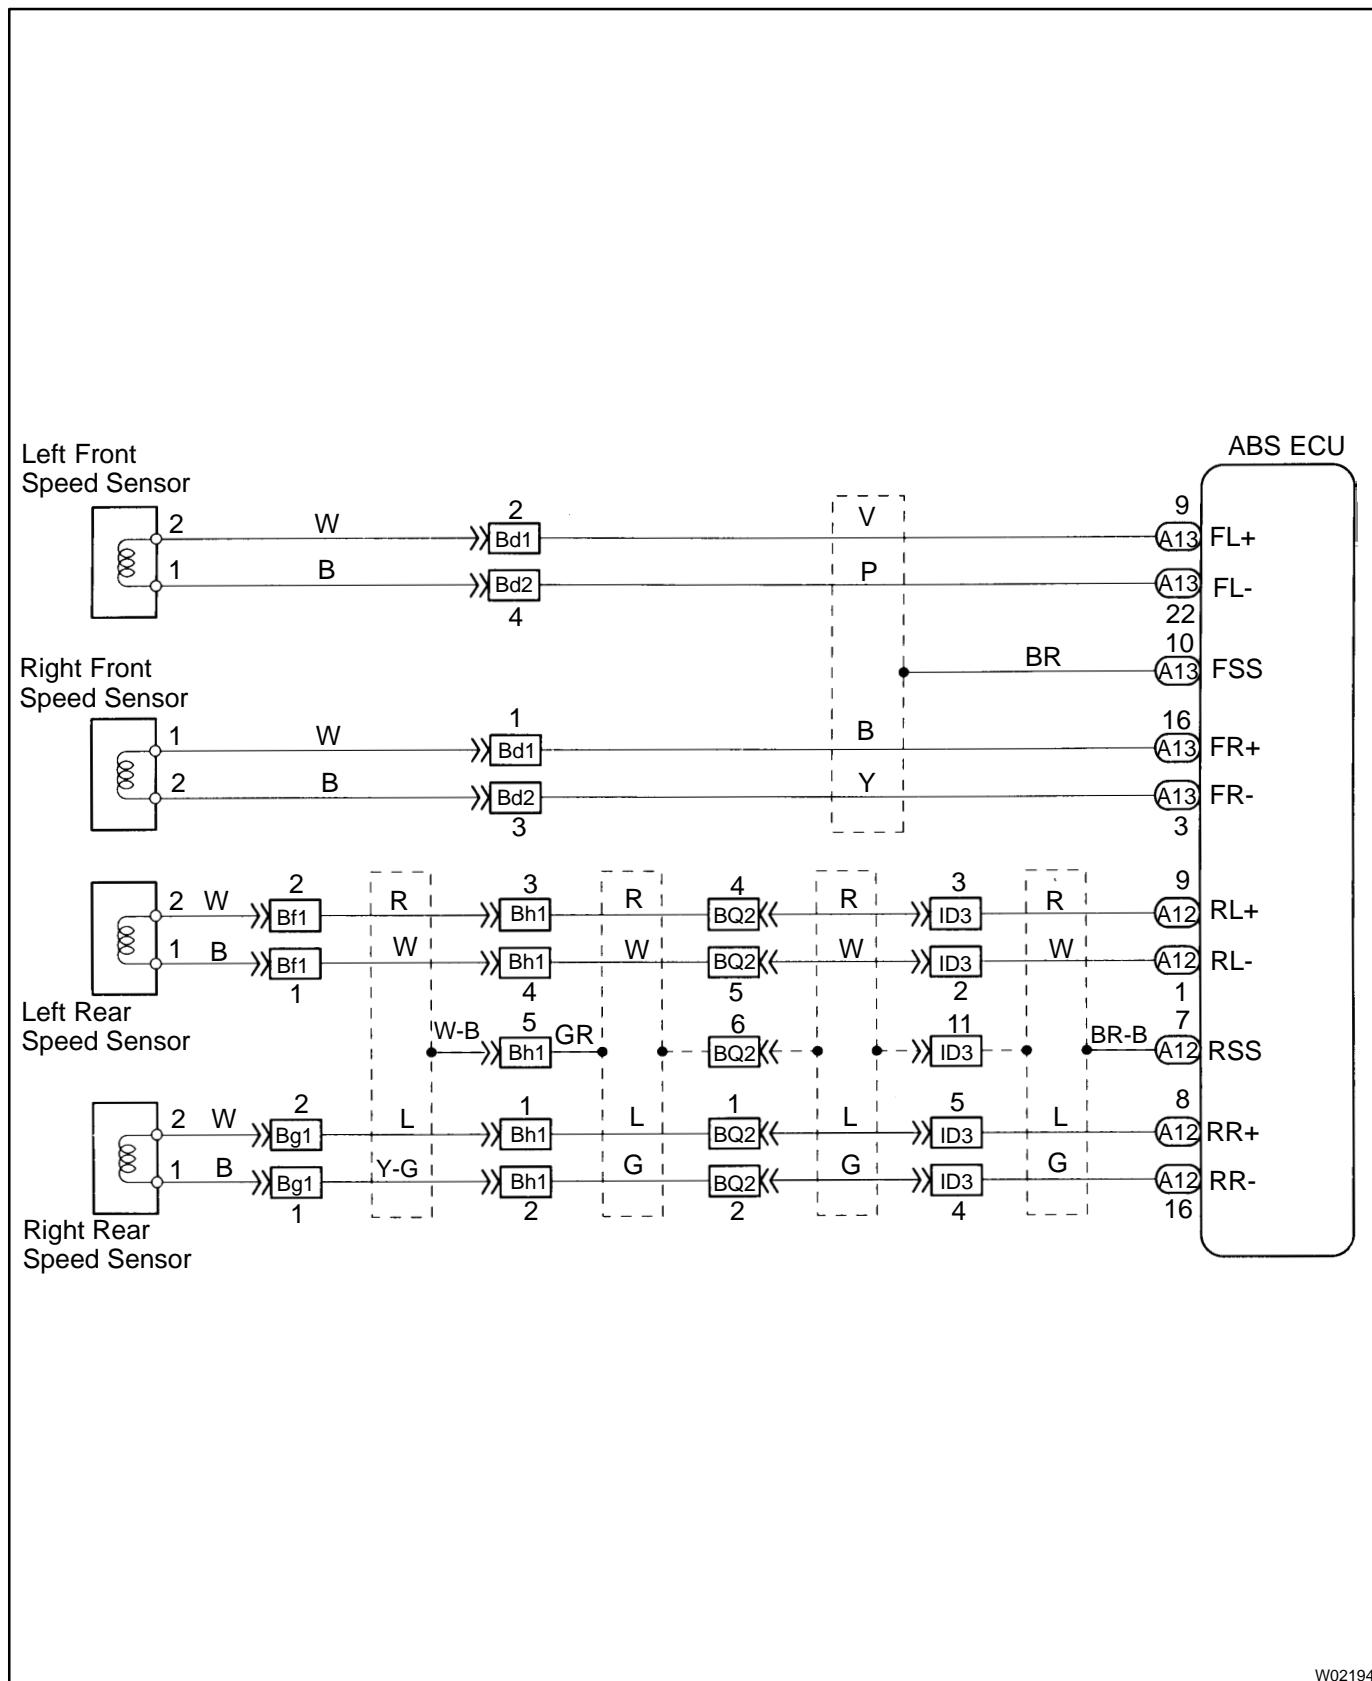 ABS ECU
Left Front
Speed Sensor
2 W 2 Bd1 V 9 A13 FL+
1 B Bd2 4 P A13 22 FL-
BR 10 A13 FSS
Right Front
Speed Sensor
1 W 1 Bd1 B 16 A13 FR+
2 B Bd2 3 Y A13 3 FR-
2 W 2 Bf1 R 3 Bh1 R 4 BQ2 R 3 ID3 R 9 A12 RL+
1 B Bf1 1 W Bh1 4 W BQ2 5 W ID3 2 W A12 1 RL-
Left Rear
Speed Sensor
W-B 5 Bh1 GR 6 BQ2 11 ID3 BR-B 7 A12 RSS
2 W 2 Bg1 L 1 Bh1 L 1 BQ2 L 5 ID3 L 8 A12 RR+
1 B Bg1 1 Y-G Bh1 2 G BQ2 2 G ID3 4 G A12 16 RR-
Right Rear
Speed Sensor
W02194